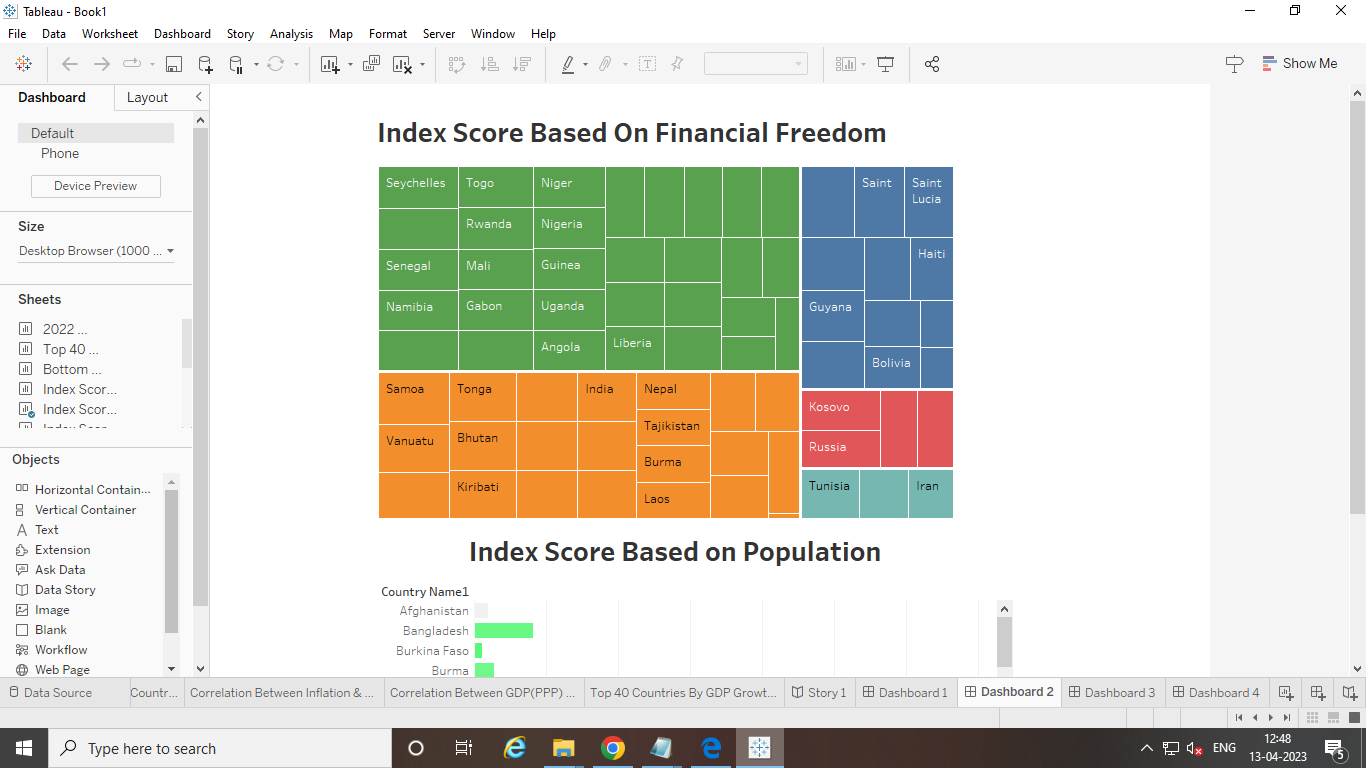 Tableau - Book1
File Data Worksheet Dashboard Story Analysis Map Format Server Window Help
Show Me
Dashboard Layout
Default
Phone
Device Preview
Size
Desktop Browser (1000 ...
Sheets
2022 ...
Top 40 ...
Bottom ...
Index Scor...
Index Scor...
Objects
Horizontal Contain...
Vertical Container
Text
Extension
Ask Data
Data Story
Image
Blank
Workflow
Web Page
Index Score Based On Financial Freedom
Seychelles Togo Niger Saint Saint
Lucia
Rwanda Nigeria
Senegal Mali Guinea Haiti
Namibia Gabon Uganda Guyana
Angola Liberia Bolivia
Samoa Tonga India Nepal Kosovo
Vanuatu Bhutan Tajikistan Russia
Burma
Kiribati Laos Tunisia Iran
Index Score Based on Population
Country Name1
Afghanistan
Bangladesh
Burkina Faso
Burma
Data Source Countr... Correlation Between Inflation & ... Correlation Between GDP(PPP) ... Top 40 Countries By GDP Growt... Story 1 Dashboard 1 Dashboard 2 Dashboard 3 Dashboard 4
Type here to search
ENG
12:48
13-04-2023
5